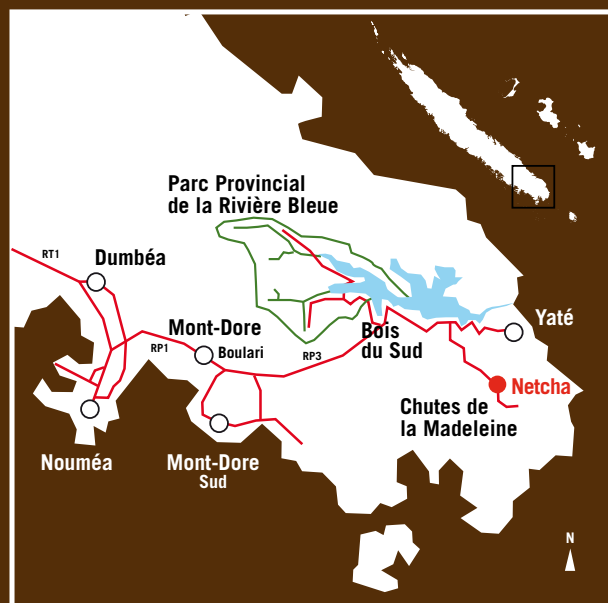 Parc Provincial
de la Rivière Bleue
RT1
Dumbéa
Mont-Dore
Boulari
RP1
RP3
Bois
du Sud
Yaté
Netcha
Chutes de
la Madeleine
Nouméa
Mont-Dore
Sud
N